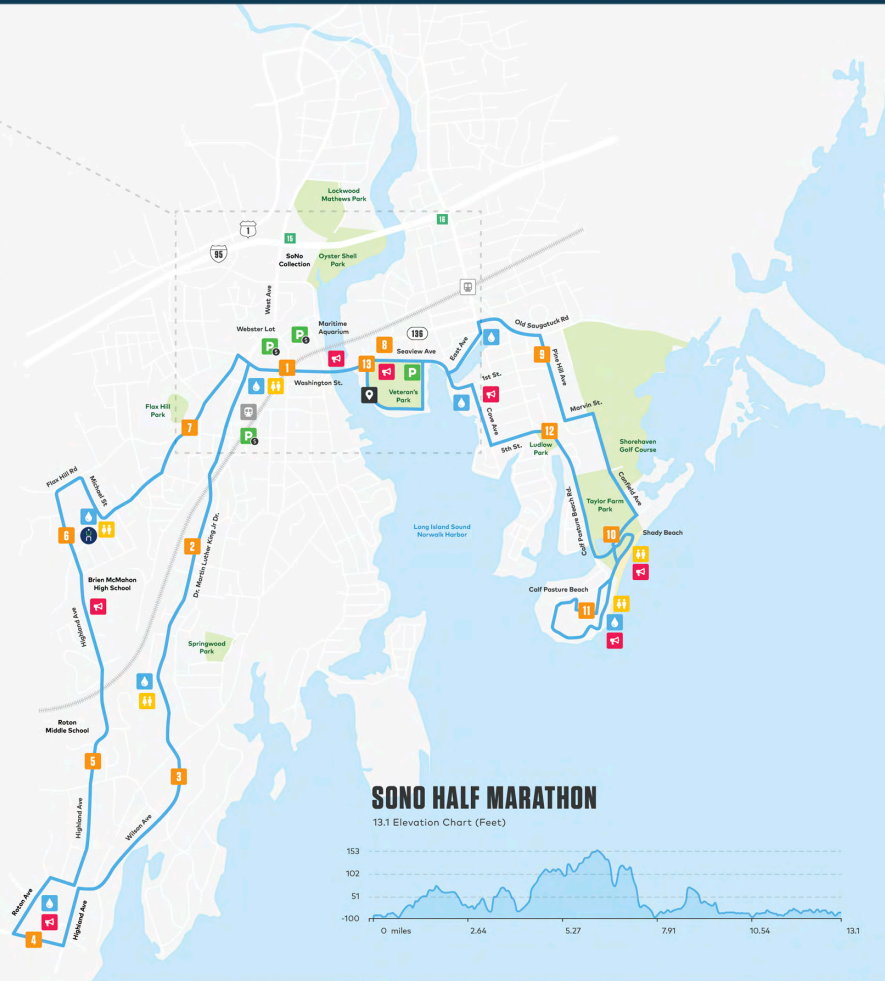 Lockwood
Mathews Park
1
16
15
95
SoNo
Collection
Oyster Shell
Park
West Ave
Webster Lot
P
$
P
$
Maritime
Aquarium
136
8
Seaview Ave
East Ave
Old Saugatuck Rd
9
Pine Hill Ave
1
13
P
Washington St.
Veteran's
Park
1st St.
Cove Ave
Marvin St.
Flax Hill
Park
7
P
$
12
5th St.
Ludlow
Park
Shorehaven
Golf Course
Flax Hill Rd
Michael St
Canfield Ave
Taylor Farm
Park
Calf Pasture Beach Rd.
6
2
Dr. Martin Luther King Jr Dr.
Long Island Sound
Norwalk Harbor
10
Shady Beach
Brien McMahon
High School
Highland Ave
Calf Pasture Beach
11
Springwood
Park
Roton
Middle School
5
3
Highland Ave
Wilson Ave
Roton Ave
Highland Ave
4
SONO HALF MARATHON
13.1 Elevation Chart (Feet)
153
102
51
-100
0 miles
2.64
5.27
7.91
10.54
13.1